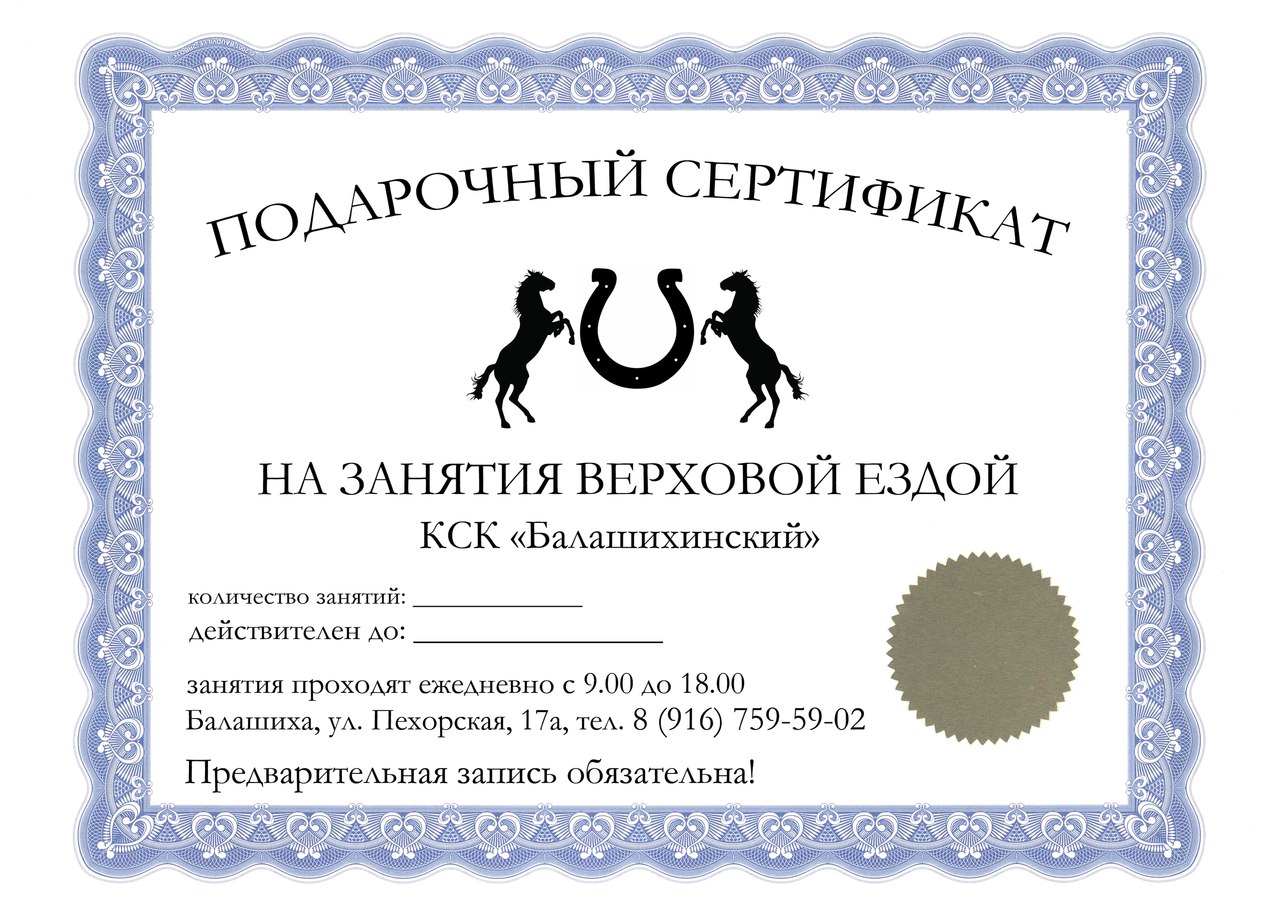 ПОДАРОЧНЫЙ СЕРТИФИКАТ
НА ЗАНЯТИЯ ВЕРХОВОЙ ЕЗДОЙ
КСК «Балашихинский»
количество занятий: _____________
действителен до: _________________
занятия проходят ежедневно с 9.00 до 18.00
Балашиха, ул. Пехорская, 17а, тел. 8 (916) 759-59-02
Предварительная запись обязательна!